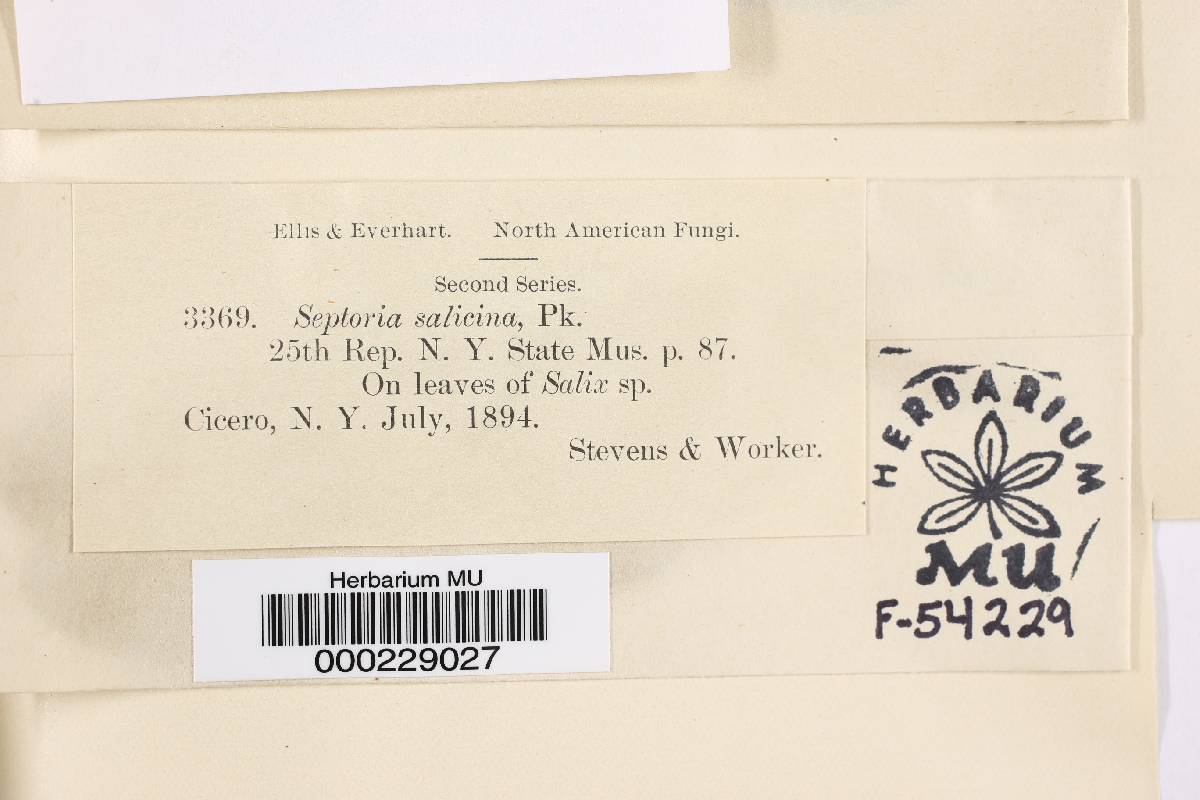 Ellis & Everhart. North American Fungi.
Second Series.
3369. Septoria salicina, Pk.
25th Rep. N. Y. State Mus. p. 87.
On leaves of Salix sp.
Cicero, N. Y. July, 1894.
Stevens & Worker.
HERBARIUM
MU
F-54229
Herbarium MU
000229027